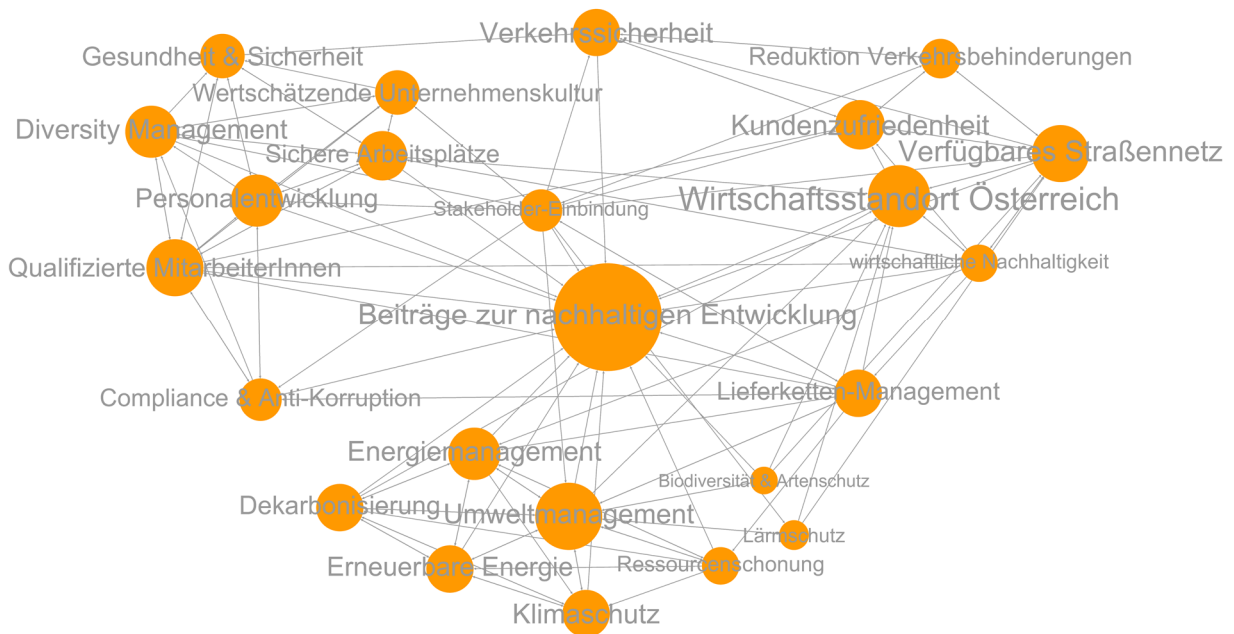 Verkehrssicherheit
Gesundheit & Sicherheit
Reduktion Verkehrsbehinderungen
Wertschätzende Unternehmenskultur
Diversity Management
Kundenzufriedenheit
Sichere Arbeitsplätze
Verfügbares Straßennetz
Personalentwicklung
Stakeholder-Einbindung
Wirtschaftsstandort Österreich
Qualifizierte MitarbeiterInnen
wirtschaftliche Nachhaltigkeit
Beiträge zur nachhaltigen Entwicklung
Compliance & Anti-Korruption
Lieferketten-Management
Energiemanagement
Biodiversität & Artenschutz
Dekarbonisierung
Umweltmanagement
Lärmschutz
Erneuerbare Energie
Ressourcenschonung
Klimaschutz